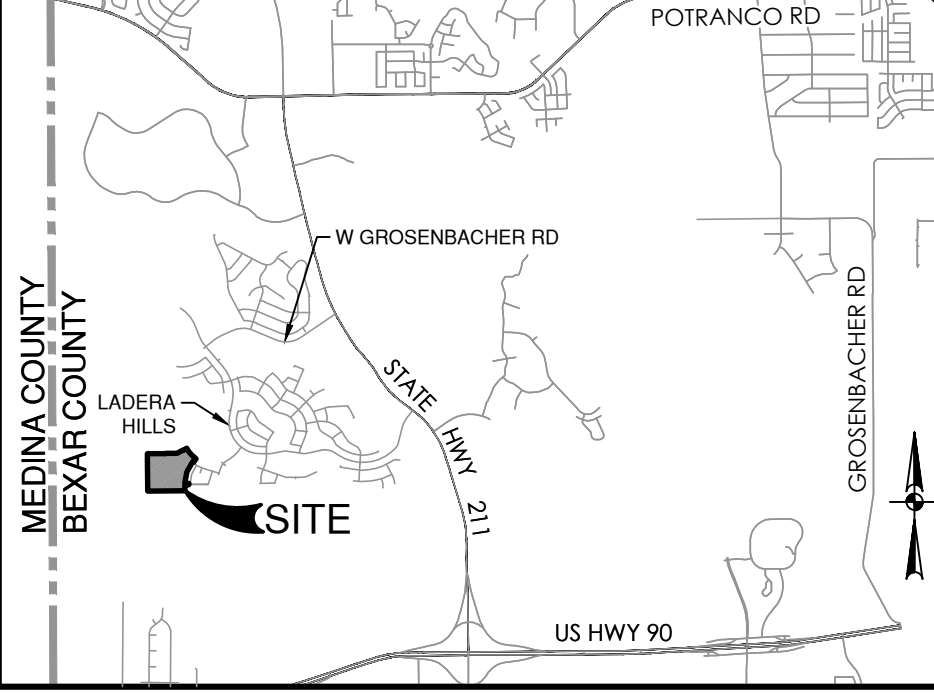 POTRANCO RD
W GROSENBACHER RD
GROSENBACHER RD
MEDINA COUNTY
BEXAR COUNTY
STATE HWY 211
LADERA
HILLS
SITE
US HWY 90